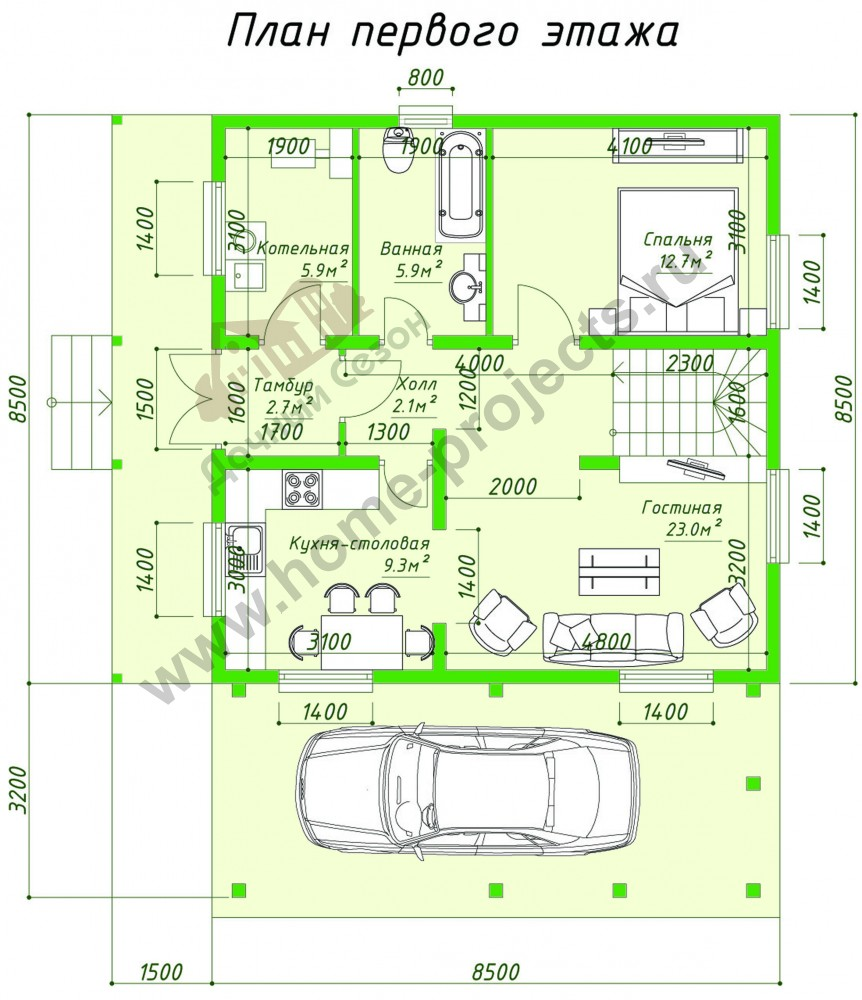 План первого этажа
800
1900
1900
4100
1400
3100
Котельная
5.9м²
Ванная
5.9м²
Спальня
12.7м²
3100
1400
8500
8500
4000
2300
1500
1600
Тамбур
2.7м²
1700
Холл
2.1м²
1300
1200
1600
2000
Гостиная
23.0м²
1400
1400
3000
Кухня-столовая
9.3м²
1400
3200
3100
4800
1400
1400
3200
1500
8500
Дачный Сезон
www.home-projects.ru